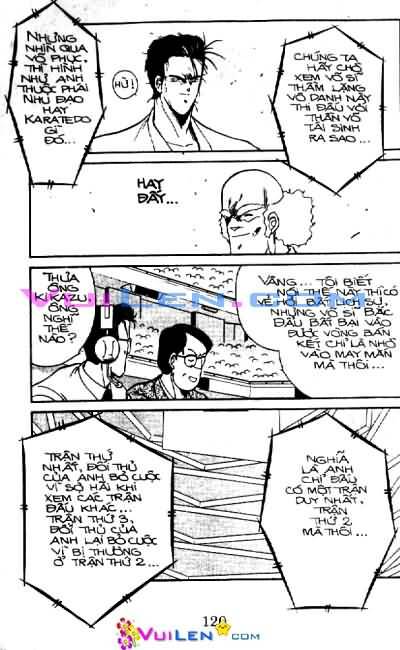 CHÚNG TA
HÃY CHỜ
XEM VÕ SĨ
THẦM LẶNG
VÔ DANH NÀY
THI ĐẤU VỚI
THẦN VÕ
TÁI SINH
RA SAO...
NHƯNG
NHÌN QUA
VÕ PHỤC,
THÌ HÌNH
NHƯ ANH
THUỘC PHÁI
NHU ĐẠO
HAY
KARATEDO
GÌ
ĐÓ...
HỪ!
HAY
ĐẤY...
THƯA
ÔNG
KIKAZU,
ÔNG
NGHĨ
THẾ
NÀO?
VÂNG... TÔI BIẾT
NÓI THẾ NÀY THÌ CÓ
VẺ HƠI BẤT LỊCH SỰ,
NHƯNG VÕ SĨ BẮC
ĐẨU BẤT BẠI VÀO
ĐƯỢC VÒNG BÁN
KẾT CHỈ LÀ NHỜ
VÀO MAY MẮN
MÀ THÔI...
TRẬN THỨ
NHẤT, ĐỐI THỦ
CỦA ANH BỎ CUỘC
VÌ SỢ HÃI KHI
XEM CÁC TRẬN
ĐẤU KHÁC...
TRẬN THỨ 3,
ĐỐI THỦ CỦA
ANH LẠI BỎ CUỘC
VÌ BỊ THƯƠNG
Ở TRẬN THỨ 2...
NGHĨA
LÀ ANH
CHỈ ĐẤU
CÓ MỘT TRẬN
DUY NHẤT,
TRẬN
THỨ 2
MÀ THÔI...
VUILEN.COM
120
VUILEN.COM